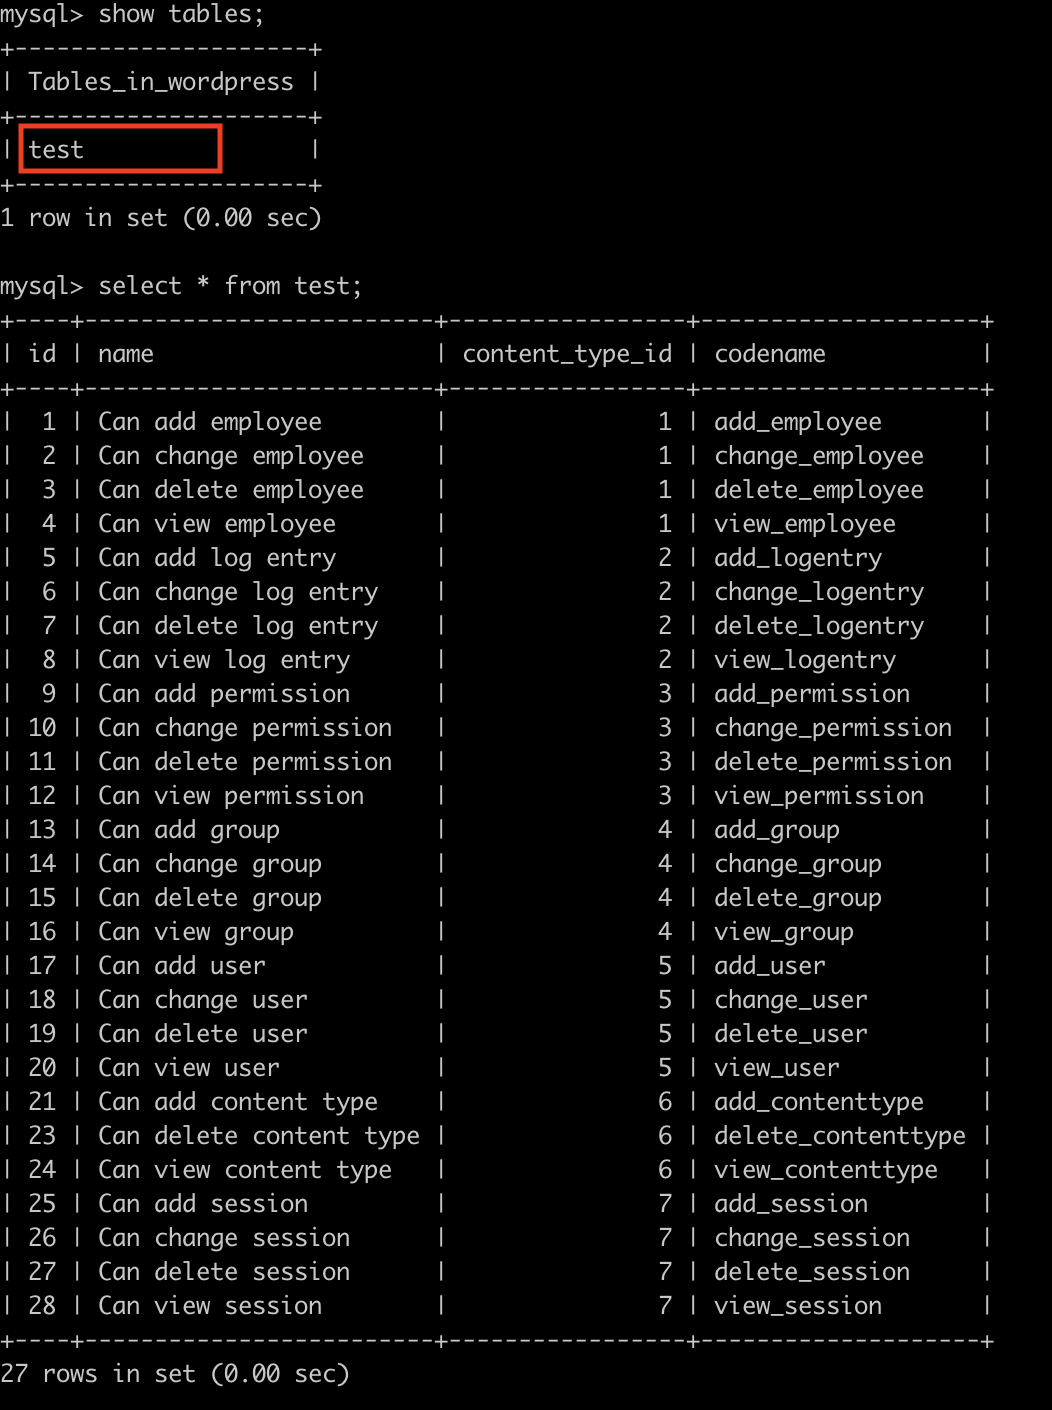 mysql> show tables;
+---------------------+
| Tables_in_wordpress |
+---------------------+
| test                |
+---------------------+
1 row in set (0.00 sec)

mysql> select * from test;
+----+-------------------------+-----------------+--------------------+
| id | name                    | content_type_id | codename           |
+----+-------------------------+-----------------+--------------------+
|  1 | Can add employee        |               1 | add_employee       |
|  2 | Can change employee     |               1 | change_employee    |
|  3 | Can delete employee     |               1 | delete_employee    |
|  4 | Can view employee       |               1 | view_employee      |
|  5 | Can add log entry       |               2 | add_logentry       |
|  6 | Can change log entry    |               2 | change_logentry    |
|  7 | Can delete log entry    |               2 | delete_logentry    |
|  8 | Can view log entry      |               2 | view_logentry      |
|  9 | Can add permission      |               3 | add_permission     |
| 10 | Can change permission   |               3 | change_permission  |
| 11 | Can delete permission   |               3 | delete_permission  |
| 12 | Can view permission     |               3 | view_permission    |
| 13 | Can add group           |               4 | add_group          |
| 14 | Can change group        |               4 | change_group       |
| 15 | Can delete group        |               4 | delete_group       |
| 16 | Can view group          |               4 | view_group         |
| 17 | Can add user            |               5 | add_user           |
| 18 | Can change user         |               5 | change_user        |
| 19 | Can delete user         |               5 | delete_user        |
| 20 | Can view user           |               5 | view_user          |
| 21 | Can add content type    |               6 | add_contenttype    |
| 23 | Can delete content type |               6 | delete_contenttype |
| 24 | Can view content type   |               6 | view_contenttype   |
| 25 | Can add session         |               7 | add_session        |
| 26 | Can change session      |               7 | change_session     |
| 27 | Can delete session      |               7 | delete_session     |
| 28 | Can view session        |               7 | view_session       |
+----+-------------------------+-----------------+--------------------+
27 rows in set (0.00 sec)